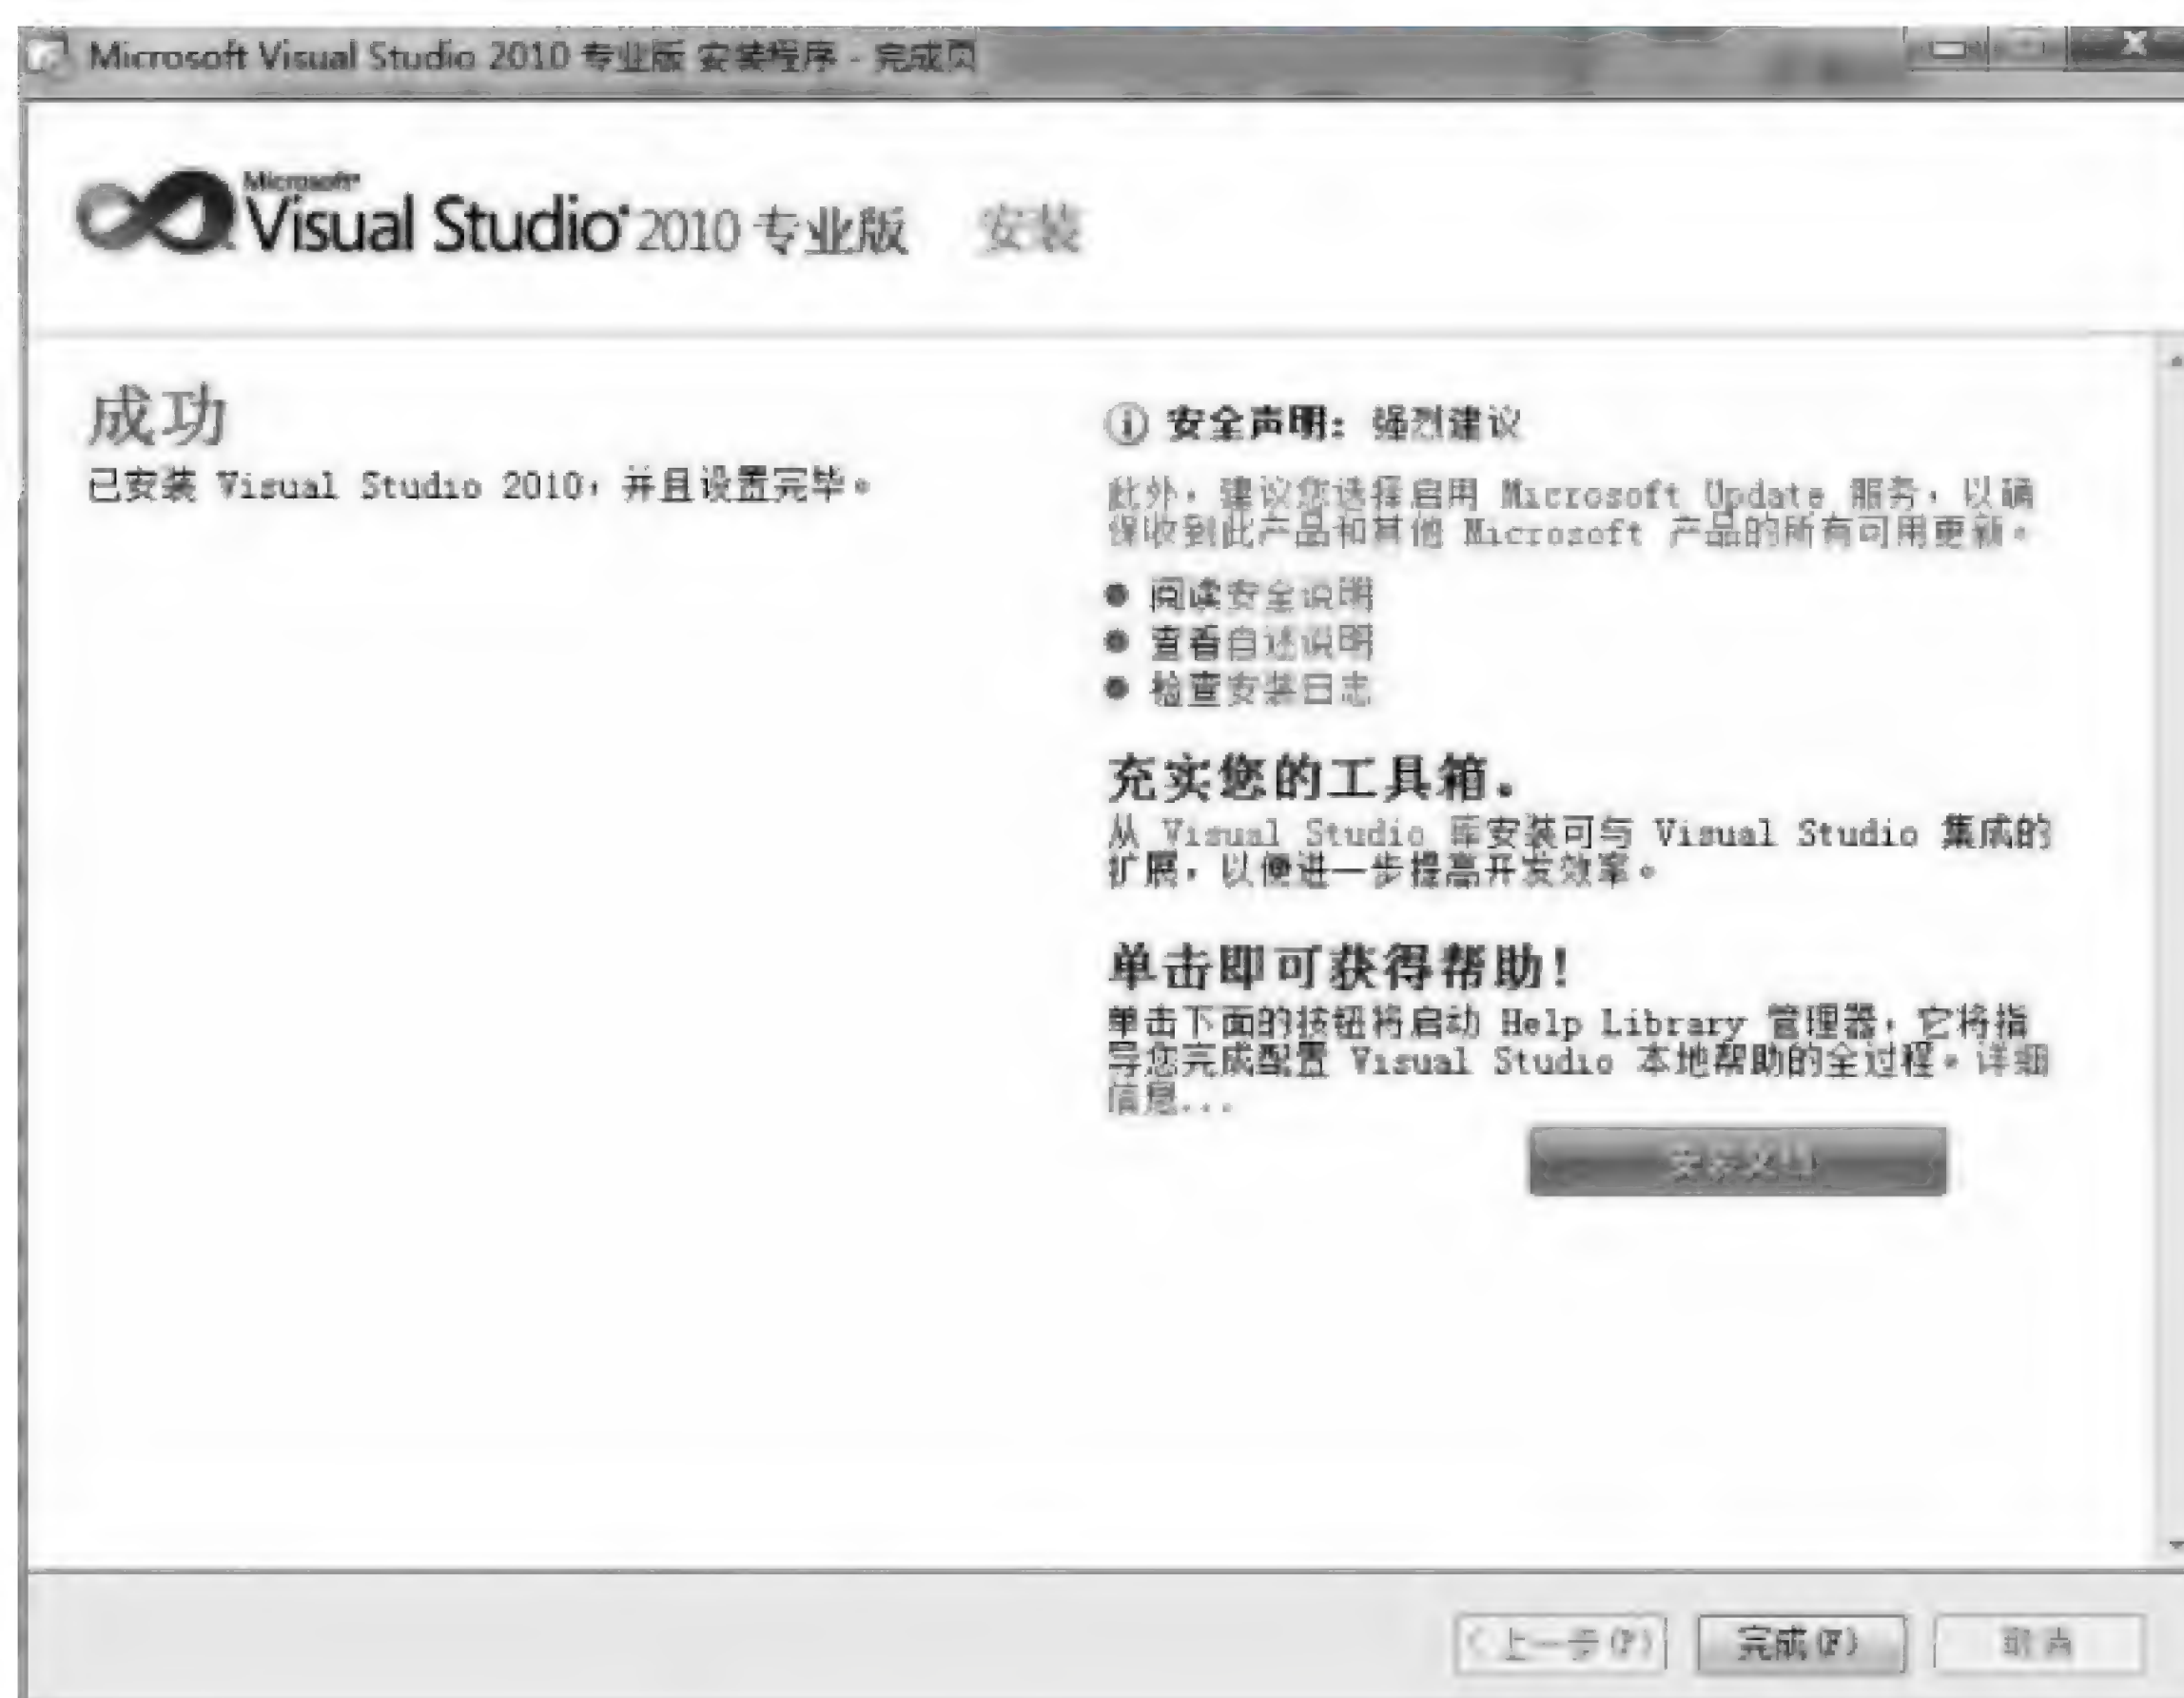 Microsoft Visual Studio 2010 专业版 安装程序 - 完成页
Microsoft
Visual Studio 2010 专业版 安装
成功
已安装 Visual Studio 2010，并且设置完毕。
安全声明：强烈建议
此外，建议您选择启用 Microsoft Update 服务，以确
保收到此产品和其他 Microsoft 产品的所有可用更新。
阅读安全说明
查看自述说明
检查安装日志
充实您的工具箱。
从 Visual Studio 库安装可与 Visual Studio 集成的
扩展，以便进一步提高开发效率。
单击即可获得帮助！
单击下面的按钮将启动 Help Library 管理器，它将指
导您完成配置 Visual Studio 本地帮助的全过程。详细
信息...
安装文档
< 上一步(P)
完成(F)
取消